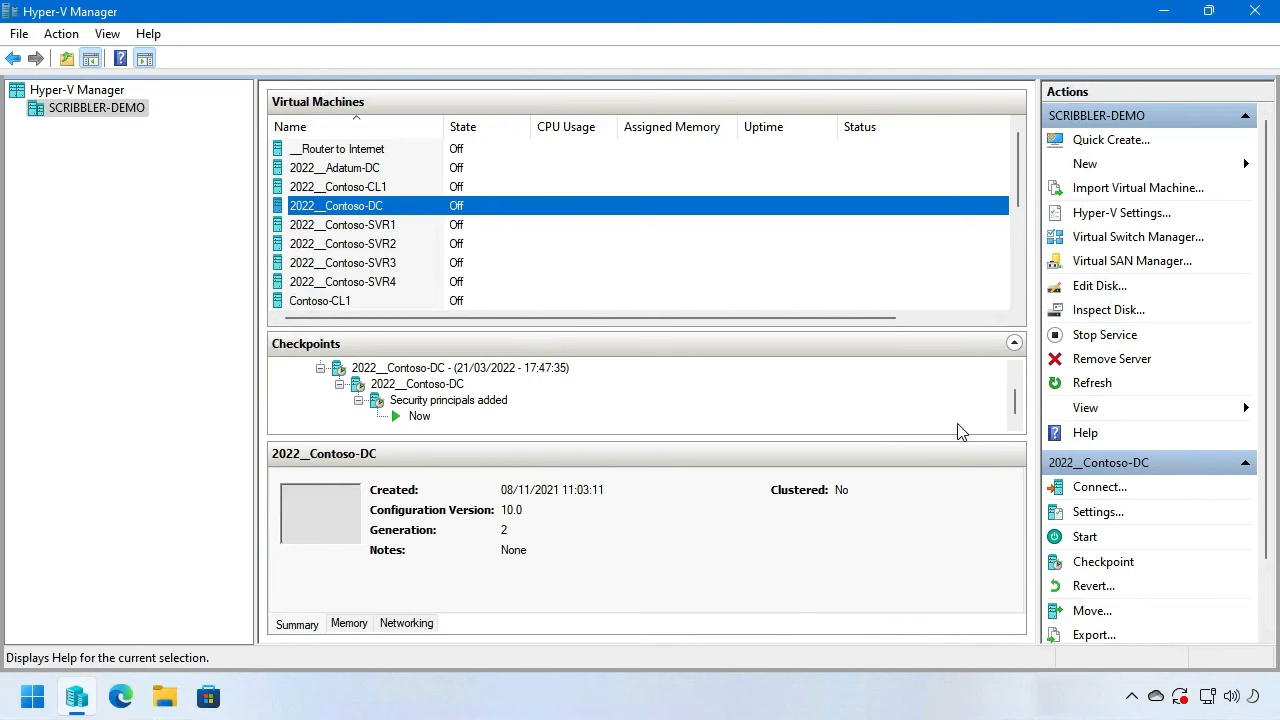 Hyper-V Manager
File Action View Help
Hyper-V Manager
SCRIBBLER-DEMO
Virtual Machines
Name State CPU Usage Assigned Memory Uptime Status
__Router to Internet Off
2022__Adatum-DC Off
2022__Contoso-CL1 Off
2022__Contoso-DC Off
2022__Contoso-SVR1 Off
2022__Contoso-SVR2 Off
2022__Contoso-SVR3 Off
2022__Contoso-SVR4 Off
Contoso-CL1 Off
Checkpoints
2022__Contoso-DC - (21/03/2022 - 17:47:35)
2022__Contoso-DC
Security principals added
Now
2022__Contoso-DC
Created: 08/11/2021 11:03:11 Clustered: No
Configuration Version: 10.0
Generation: 2
Notes: None
Summary Memory Networking
Actions
SCRIBBLER-DEMO
Quick Create...
New
Import Virtual Machine...
Hyper-V Settings...
Virtual Switch Manager...
Virtual SAN Manager...
Edit Disk...
Inspect Disk...
Stop Service
Remove Server
Refresh
View
Help
2022__Contoso-DC
Connect...
Settings...
Start
Checkpoint
Revert...
Move...
Export...
Displays Help for the current selection.